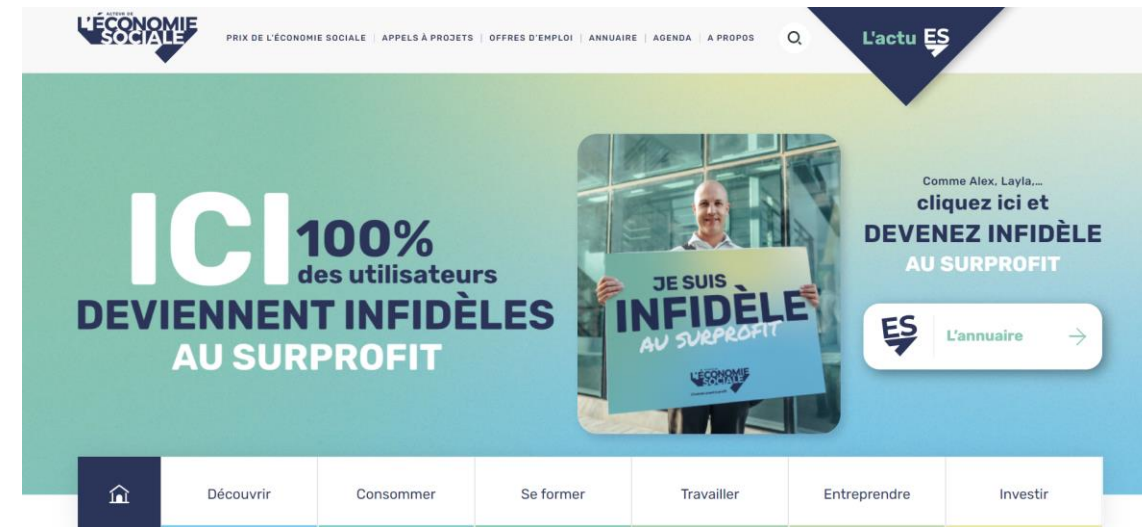 ACTEUR DE
L'ÉCONOMIE
SOCIALE
PRIX DE L'ÉCONOMIE SOCIALE | APPELS À PROJETS | OFFRES D'EMPLOI | ANNUAIRE | AGENDA | A PROPOS
L'actu ES
ICI 100%
des utilisateurs
DEVIENNENT INFIDÈLES
AU SURPROFIT
JE SUIS
INFIDÈLE
AU SURPROFIT
L'ÉCONOMIE
SOCIALE
Comme Alex, Layla,...
cliquez ici et
DEVENEZ INFIDÈLE
AU SURPROFIT
ES L'annuaire
Découvrir
Consommer
Se former
Travailler
Entreprendre
Investir